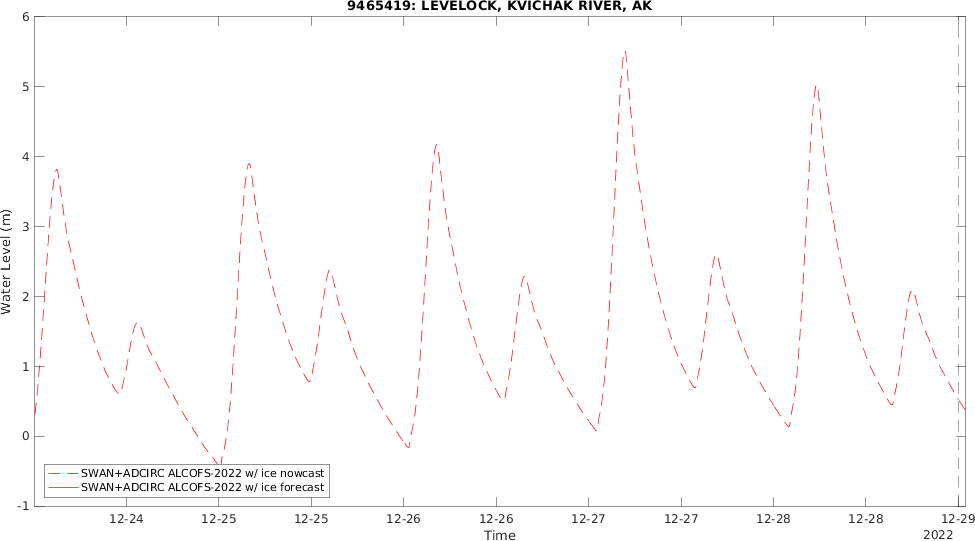 9465419: LEVELOCK, KVICHAK RIVER, AK
6
5
4
3
2
1
0
-1
Water Level (m)
SWAN+ADCIRC ALCOFS-2022 w/ ice nowcast
SWAN+ADCIRC ALCOFS-2022 w/ ice forecast
12-24 12-25 12-25 12-26 12-26 12-27 12-27 12-28 12-28 12-29
Time
2022